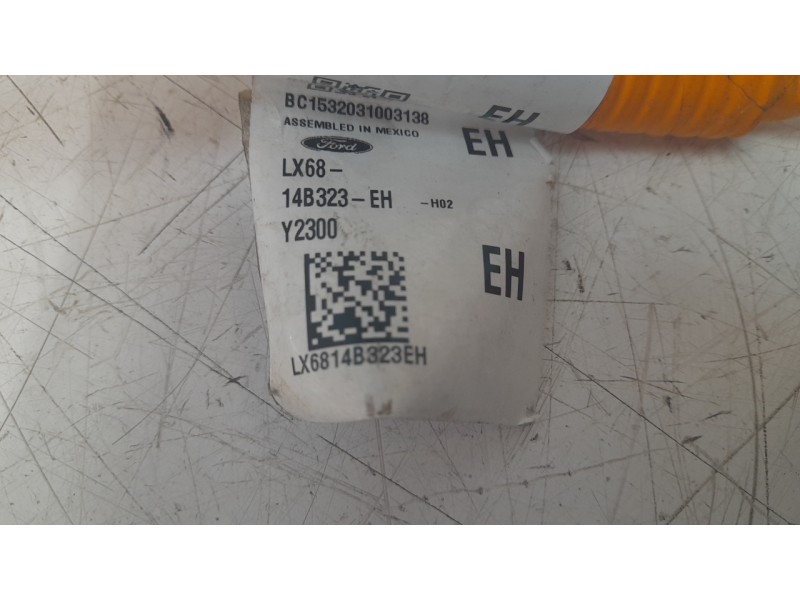 BC1532031003138
ASSEMBLED IN MEXICO
EH
Ford
EH
LX68-
14B323-EH -H02
Y2300
EH
LX6814B323EH